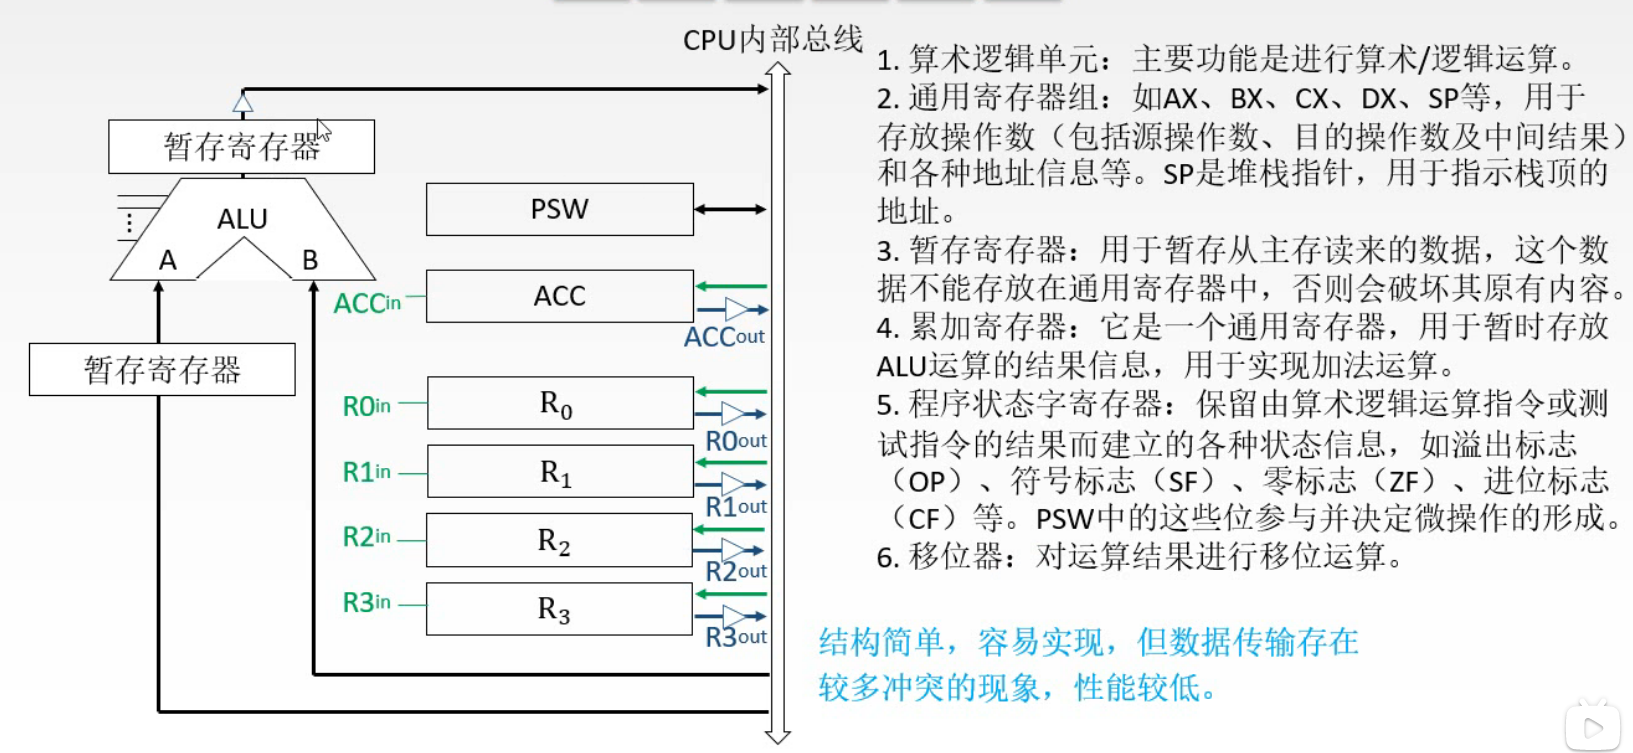 CPU内部总线
暂存寄存器
ALU
A
B
暂存寄存器
PSW
ACCin
ACC
ACCout
R0in
R₀
R0out
R1in
R₁
R1out
R2in
R₂
R2out
R3in
R₃
R3out
1. 算术逻辑单元：主要功能是进行算术/逻辑运算。
2. 通用寄存器组：如AX、BX、CX、DX、SP等，用于
存放操作数（包括源操作数、目的操作数及中间结果）
和各种地址信息等。SP是堆栈指针，用于指示栈顶的
地址。
3. 暂存寄存器：用于暂存从主存读来的数据，这个数
据不能存放在通用寄存器中，否则会破坏其原有内容。
4. 累加寄存器：它是一个通用寄存器，用于暂时存放
ALU运算的结果信息，用于实现加法运算。
5. 程序状态字寄存器：保留由算术逻辑运算指令或测
试指令的结果而建立的各种状态信息，如溢出标志
（OP）、符号标志（SF）、零标志（ZF）、进位标志
（CF）等。PSW中的这些位参与并决定微操作的形成。
6. 移位器：对运算结果进行移位运算。
结构简单，容易实现，但数据传输存在
较多冲突的现象，性能较低。